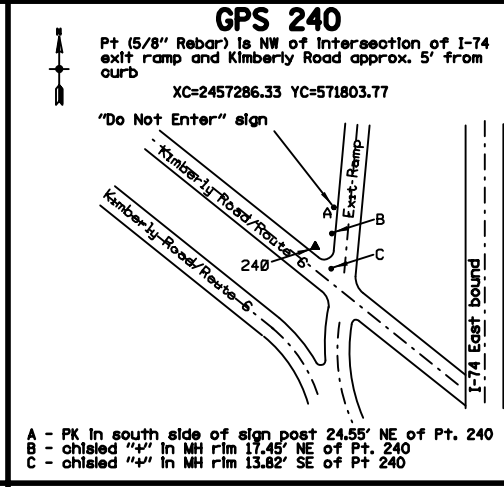 GPS 240
Pt (5/8" Rebar) is NW of intersection of I-74
exit ramp and Kimberly Road approx. 5' from
curb
XC=2457286.33 YC=571803.77
"Do Not Enter" sign
Kimberly Road/Route 6
Exit Ramp
A
B
Kimberly Road/Route 6
240
C
I-74 East bound
A - PK in south side of sign post 24.55' NE of Pt. 240
B - chisled "+" in MH rim 17.45' NE of Pt. 240
C - chisled "+" in MH rim 13.82' SE of Pt 240